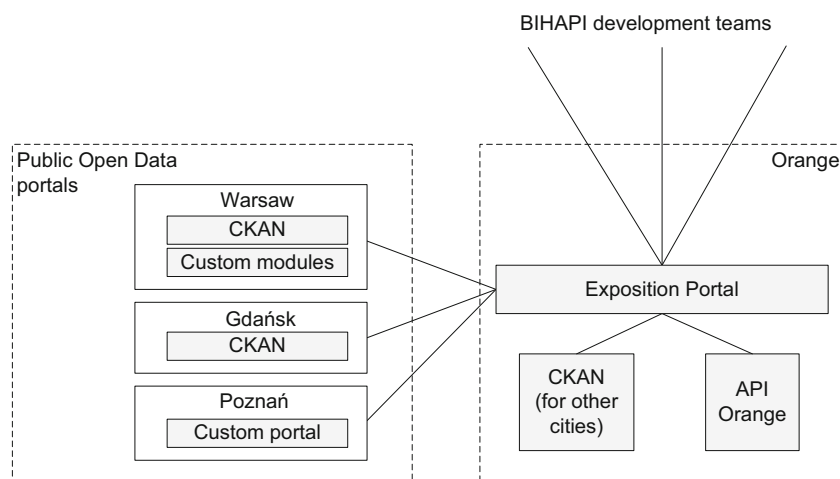 BIHAPI development teams
Public Open Data
portals
Warsaw
CKAN
Custom modules
Gdańsk
CKAN
Poznań
Custom portal
Orange
Exposition Portal
CKAN
(for other
cities)
API
Orange